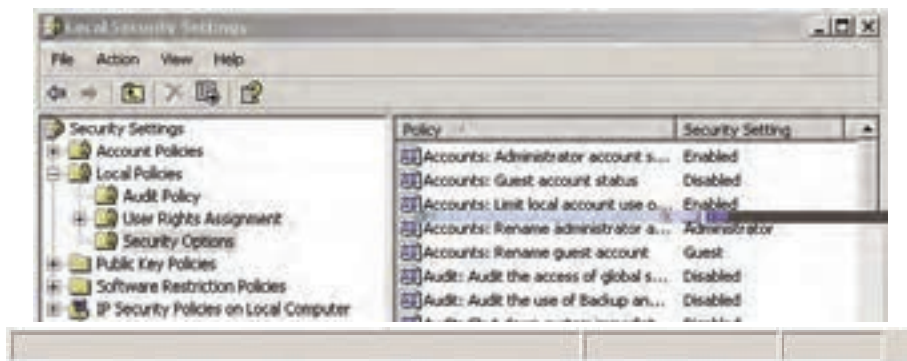 Local Security Settings
File Action View Help
Security Settings
Account Policies
Local Policies
Audit Policy
User Rights Assignment
Security Options
Public Key Policies
Software Restriction Policies
IP Security Policies on Local Computer
Policy Security Setting
Accounts: Administrator account s... Enabled
Accounts: Guest account status Disabled
Accounts: Limit local account use o... Enabled
Accounts: Rename administrator a... Administrator
Accounts: Rename guest account Guest
Audit: Audit the access of global s... Disabled
Audit: Audit the use of Backup an... Disabled